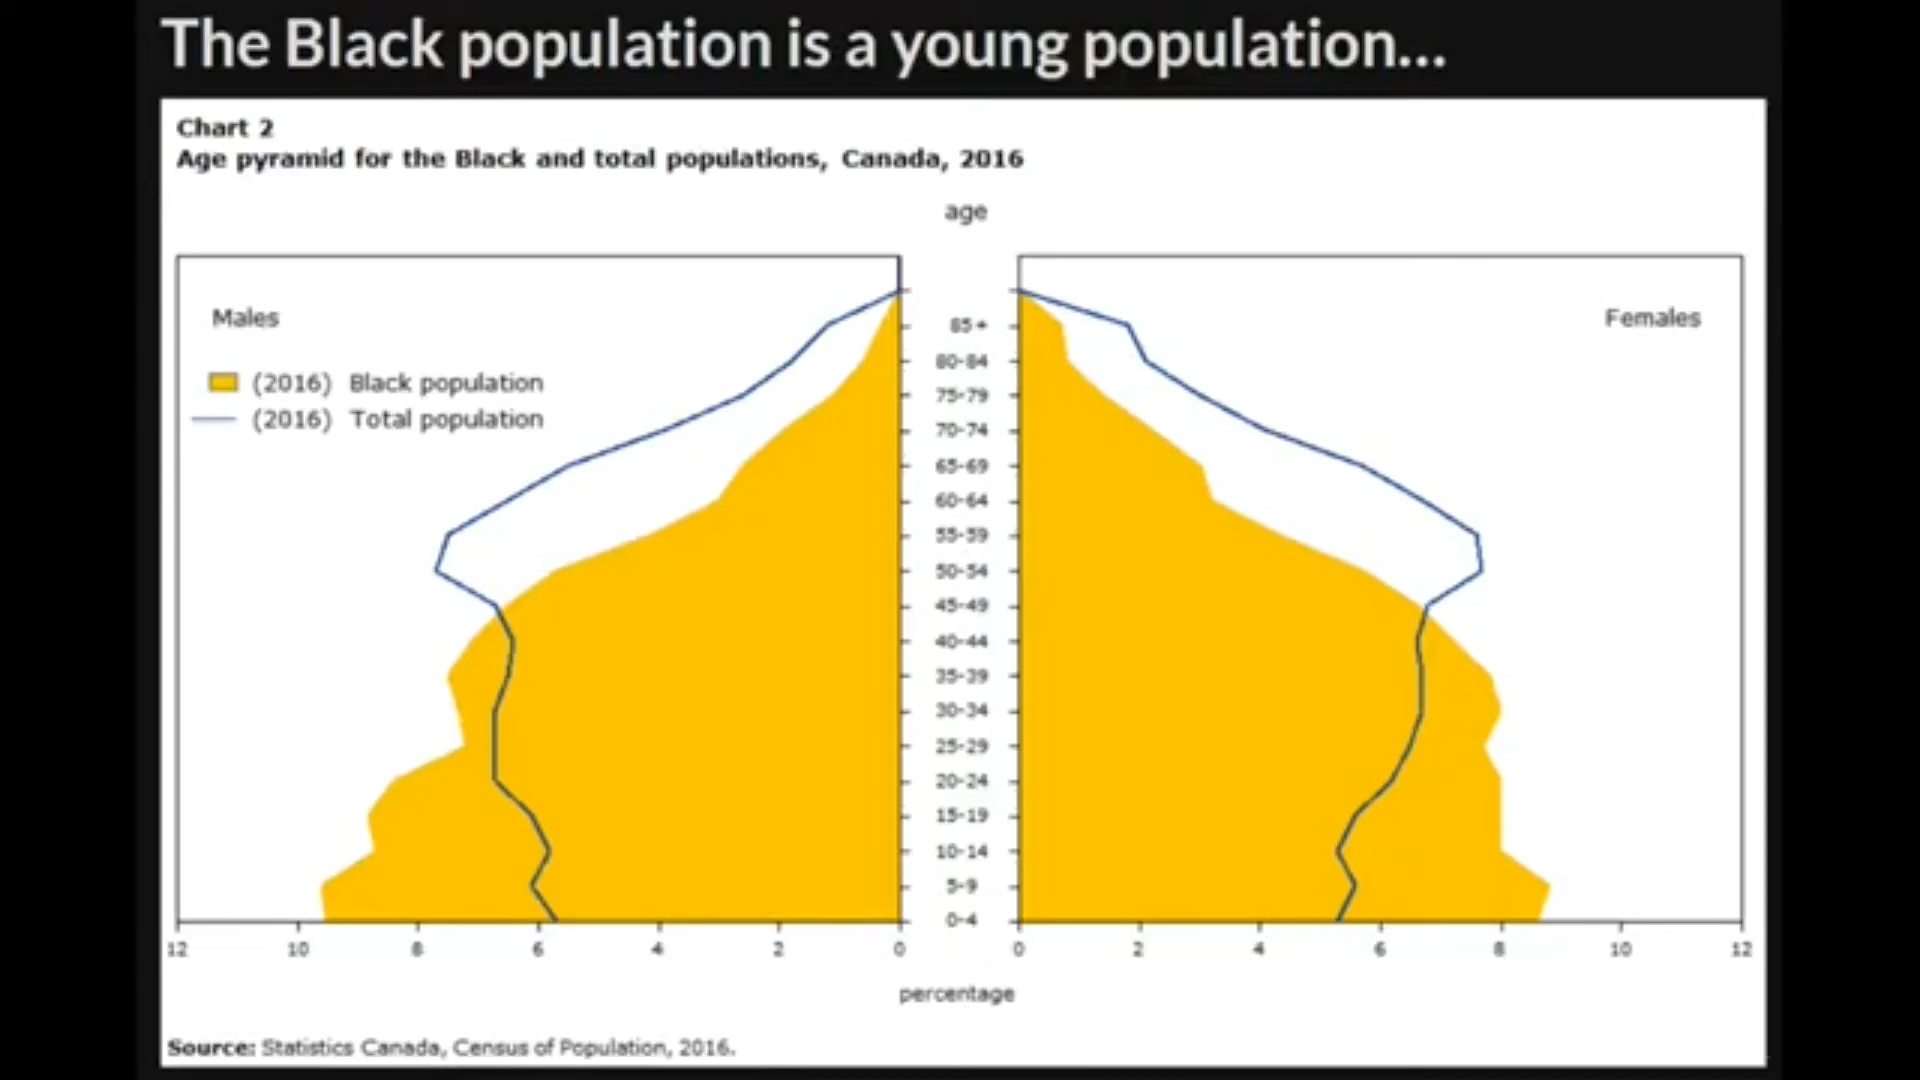 The Black population is a young population...
Chart 2
Age pyramid for the Black and total populations, Canada, 2016
age
Males
Females
(2016) Black population
(2016) Total population
85 +
80-84
75-79
70-74
65-69
60-64
55-59
50-54
45-49
40-44
35-39
30-34
25-29
20-24
15-19
10-14
5-9
0-4
12 10 8 6 4 2 0 0 2 4 6 8 10 12
percentage
Source: Statistics Canada, Census of Population, 2016.